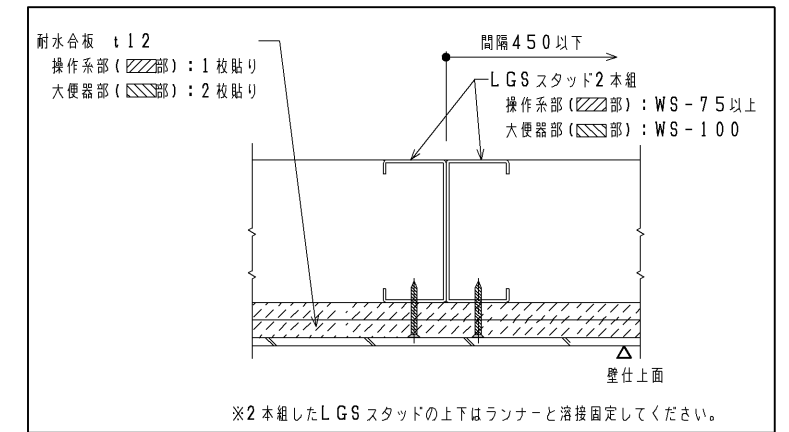 耐水合板 t12
操作系部(部):1枚貼り
大便器部(部):2枚貼り
間隔450以下
LGSスタッド2本組
操作系部(部):WS-75以上
大便器部(部):WS-100
壁仕上面
※2本組したLGSスタッドの上下はランナーと溶接固定してください。